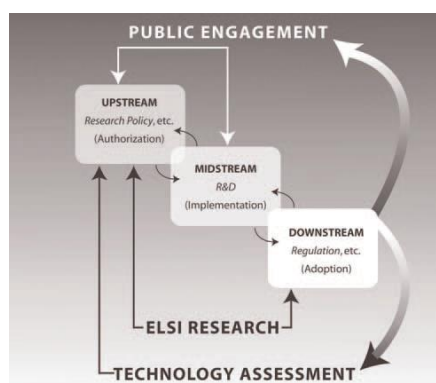 PUBLIC ENGAGEMENT
UPSTREAM
Research Policy, etc.
(Authorization)
MIDSTREAM
R&D
(Implementation)
DOWNSTREAM
Regulation, etc.
(Adoption)
ELSI RESEARCH
TECHNOLOGY ASSESSMENT